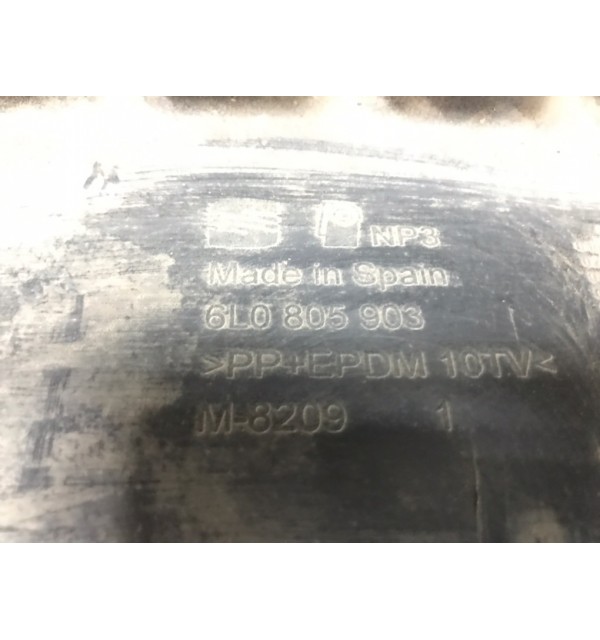 NP3
Made in Spain
6L0 805 903
>PP+EPDM 10TV<
M-8209 1